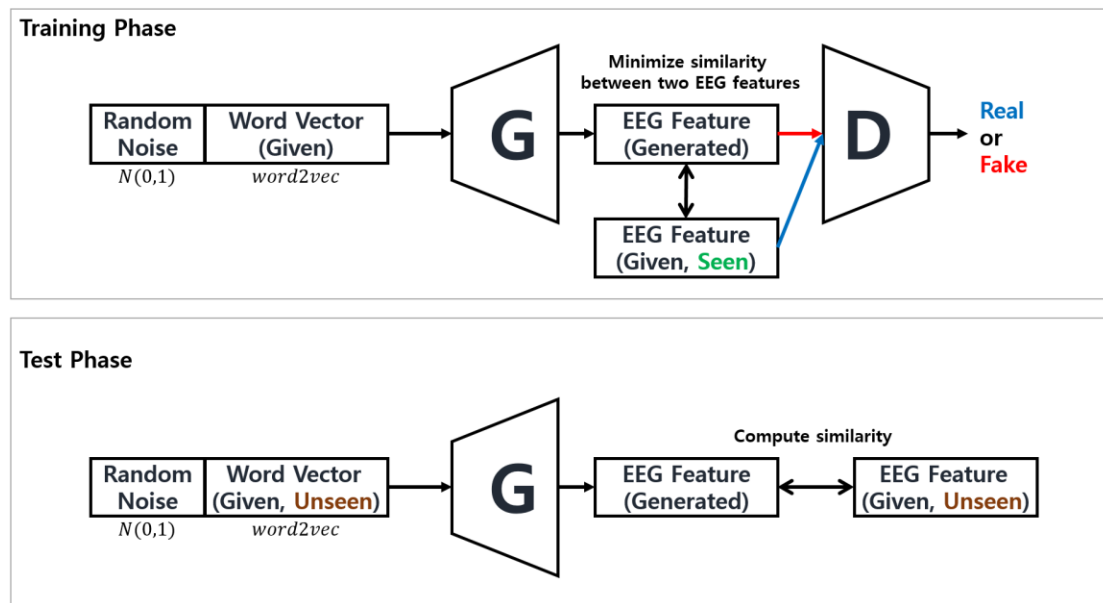 Training Phase
Minimize similarity
between two EEG features
Random
Noise
Word Vector
(Given)
N(0,1)
word2vec
G
EEG Feature
(Generated)
EEG Feature
(Given, Seen)
D
Real
or
Fake
Test Phase
Compute similarity
Random
Noise
Word Vector
(Given, Unseen)
N(0,1)
word2vec
G
EEG Feature
(Generated)
EEG Feature
(Given, Unseen)